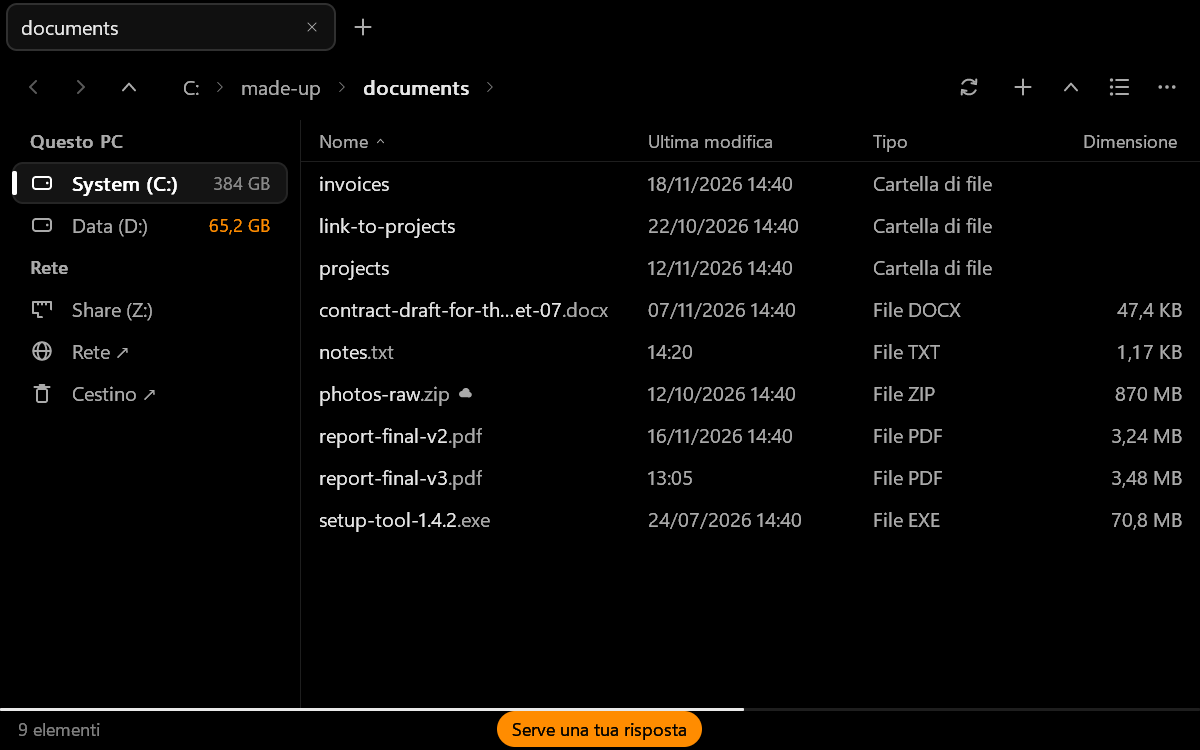 documents
C: made-up documents
Questo PC
System (C:) 384 GB
Data (D:) 65,2 GB
Rete
Share (Z:)
Rete ↗
Cestino ↗
Nome Ultima modifica Tipo Dimensione
invoices 18/11/2026 14:40 Cartella di file
link-to-projects 22/10/2026 14:40 Cartella di file
projects 12/11/2026 14:40 Cartella di file
contract-draft-for-th...et-07.docx 07/11/2026 14:40 File DOCX 47,4 KB
notes.txt 14:20 File TXT 1,17 KB
photos-raw.zip 12/10/2026 14:40 File ZIP 870 MB
report-final-v2.pdf 16/11/2026 14:40 File PDF 3,24 MB
report-final-v3.pdf 13:05 File PDF 3,48 MB
setup-tool-1.4.2.exe 24/07/2026 14:40 File EXE 70,8 MB
9 elementi
Serve una tua risposta